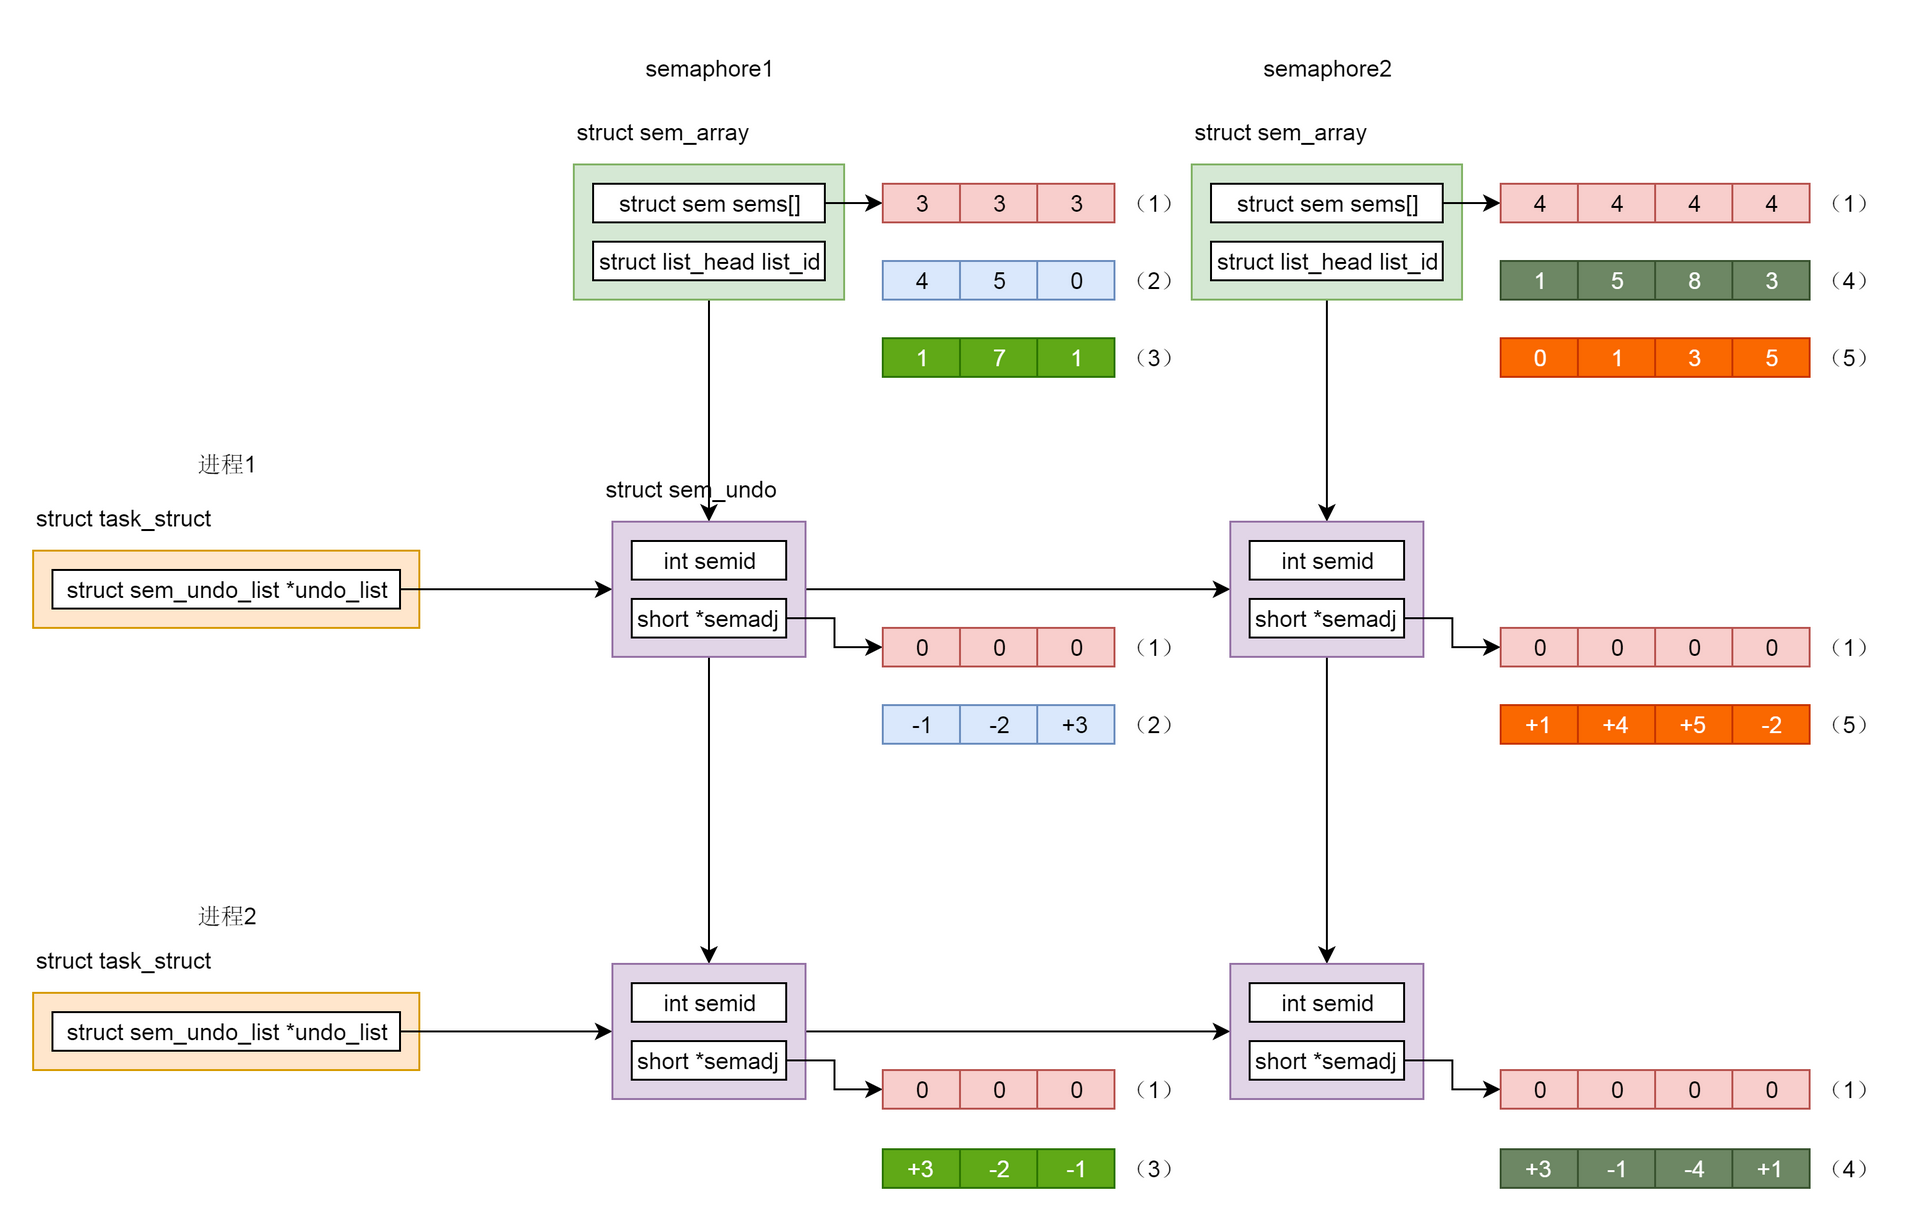 semaphore1
semaphore2
struct sem_array
struct sem_array
struct sem sems[]
3 3 3 （1）
struct sem sems[]
4 4 4 4 （1）
struct list_head list_id
4 5 0 （2）
struct list_head list_id
1 5 8 3 （4）
1 7 1 （3）
0 1 3 5 （5）
进程1
struct sem_undo
struct task_struct
int semid
int semid
struct sem_undo_list *undo_list
short *semadj
short *semadj
0 0 0 （1）
0 0 0 0 （1）
-1 -2 +3 （2）
+1 +4 +5 -2 （5）
进程2
struct task_struct
int semid
int semid
struct sem_undo_list *undo_list
short *semadj
short *semadj
0 0 0 （1）
0 0 0 0 （1）
+3 -2 -1 （3）
+3 -1 -4 +1 （4）